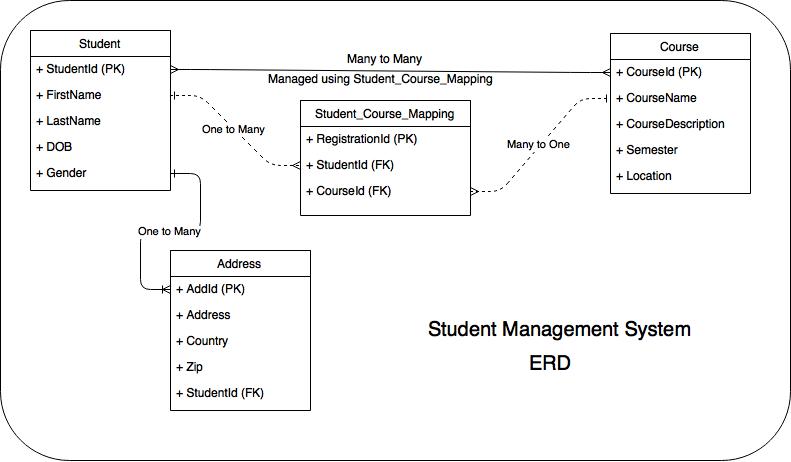 Student
+ StudentId (PK)
+ FirstName
+ LastName
+ DOB
+ Gender
Many to Many
Managed using Student_Course_Mapping
Course
+ CourseId (PK)
+ CourseName
+ CourseDescription
+ Semester
+ Location
Student_Course_Mapping
+ RegistrationId (PK)
+ StudentId (FK)
+ CourseId (FK)
One to Many
Many to One
One to Many
Address
+ AddId (PK)
+ Address
+ Country
+ Zip
+ StudentId (FK)
Student Management System
ERD